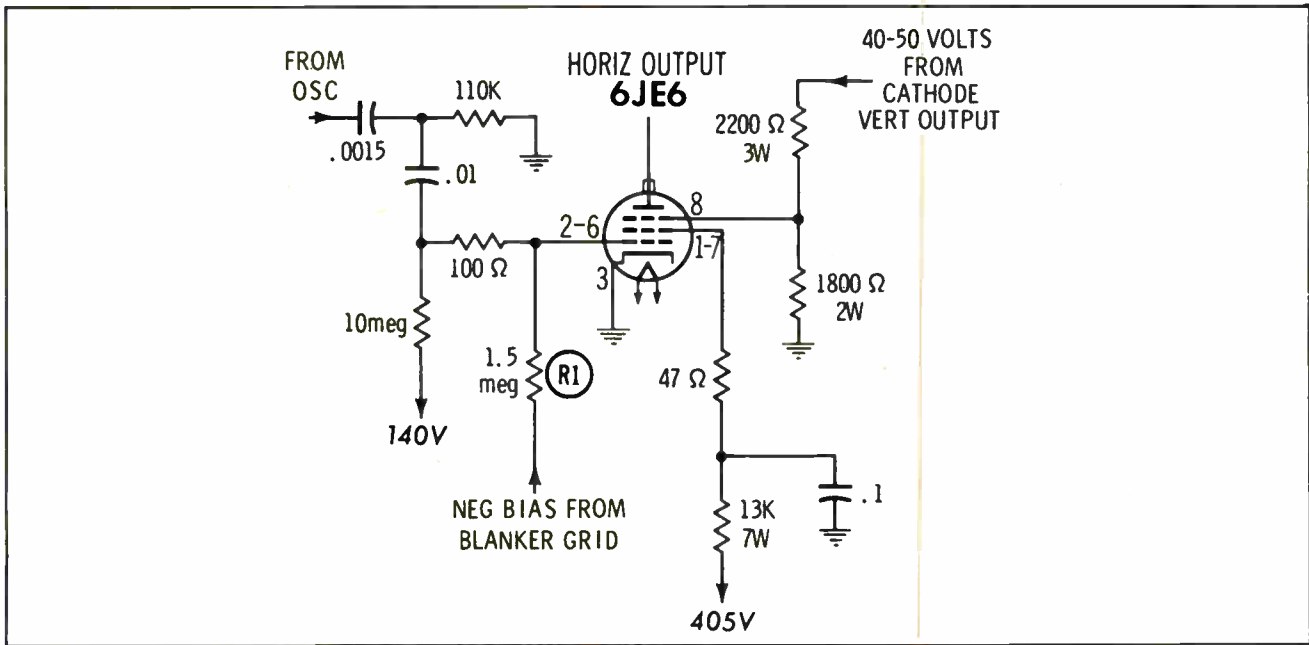 FROM
OSC
.0015
110K
.01
100 Ω
10meg
140V
1.5
meg
R1
NEG BIAS FROM
BLANKER GRID
HORIZ OUTPUT
6JE6
2-6
3
8
1-7
47 Ω
13K
7W
.1
405V
40-50 VOLTS
FROM
CATHODE
VERT OUTPUT
2200 Ω
3W
1800 Ω
2W